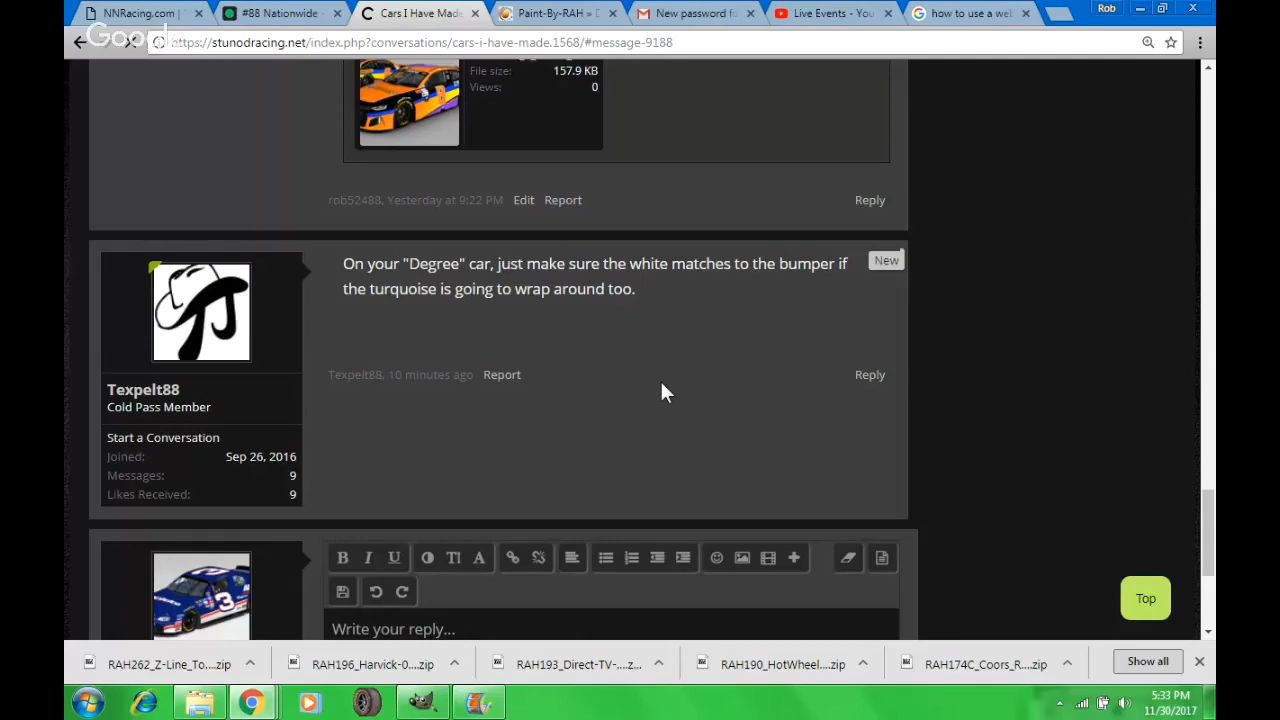 NNRacing.com |
#88 Nationwide
Cars I Have Made
Paint-By-RAH » D
New password fo
Live Events - You
how to use a we
Rob
https://stunodracing.net/index.php?conversations/cars-i-have-made.1568/#message-9188
File size: 157.9 KB
Views: 0
rob52488, Yesterday at 9:22 PM Edit Report Reply
On your "Degree" car, just make sure the white matches to the bumper if
the turquoise is going to wrap around too.
New
Texpelt88, 10 minutes ago Report Reply
Texpelt88
Cold Pass Member
Start a Conversation
Joined: Sep 26, 2016
Messages: 9
Likes Received: 9
B I U
TI A
Write your reply...
Top
RAH262_Z-Line_To....zip
RAH196_Harvick-0....zip
RAH193_Direct-TV-....z...
RAH190_HotWheel....zip
RAH174C_Coors_R....zip
Show all
5:33 PM
11/30/2017